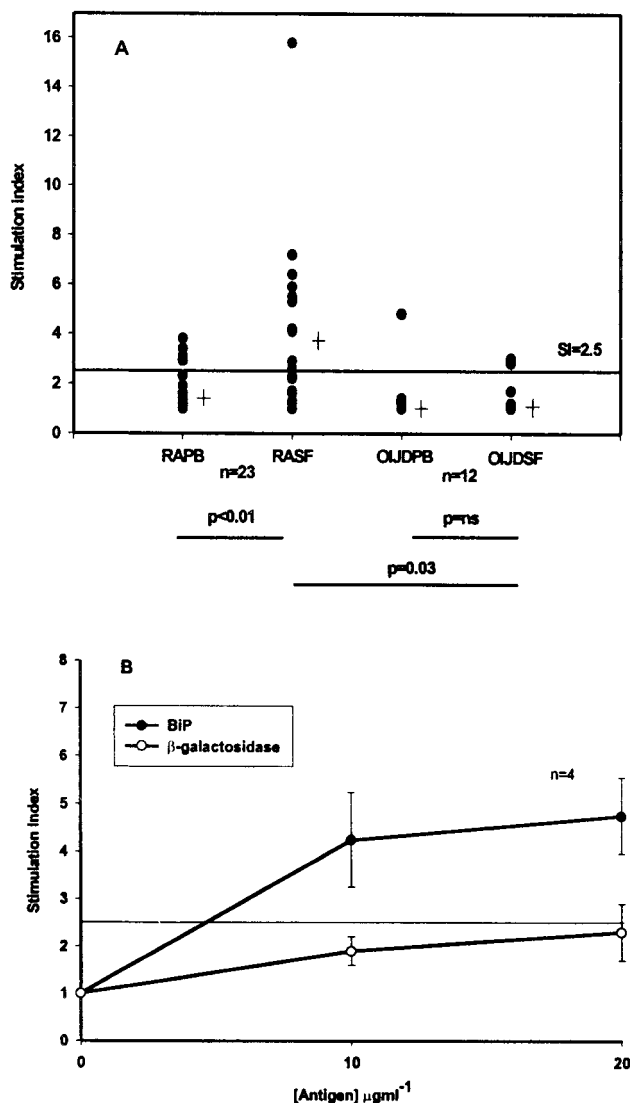 A
16
14
12
10
8
6
4
2
0
Stimulation Index
SI=2.5
RAPB RASF OIJDPB OIJDSF
n=23 n=12
p<0.01 p=ns
p=0.03
B
8
7
6
5
4
3
2
1
0
Stimulation Index
BiP
β-galactosidase
n=4
0 10 20
[Antigen] μgml⁻¹